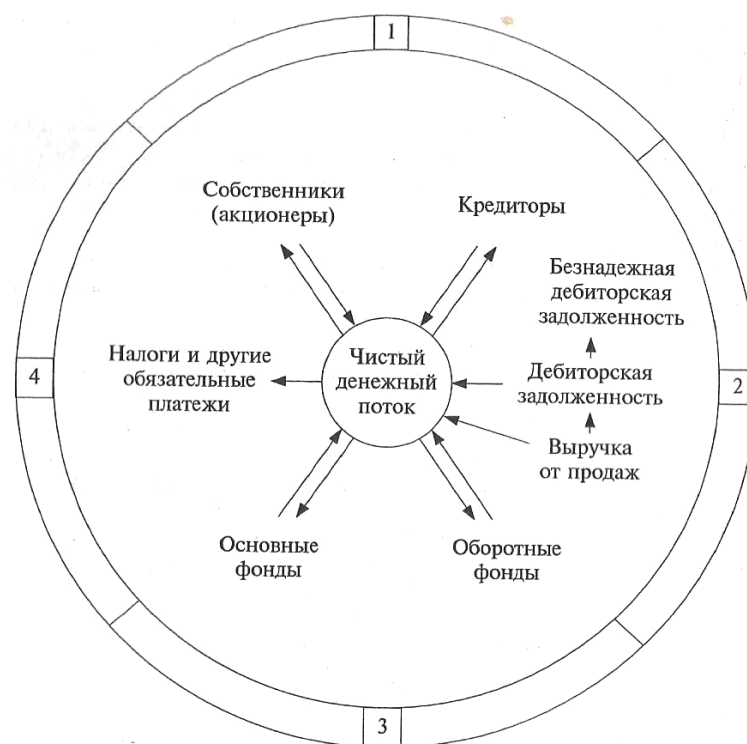 1
Собственники
(акционеры)
Кредиторы
Безнадежная
дебиторская
задолженность
Налоги и другие
обязательные
платежи
Чистый
денежный
поток
Дебиторская
задолженность
4
2
Выручка
от продаж
Основные
фонды
Оборотные
фонды
3